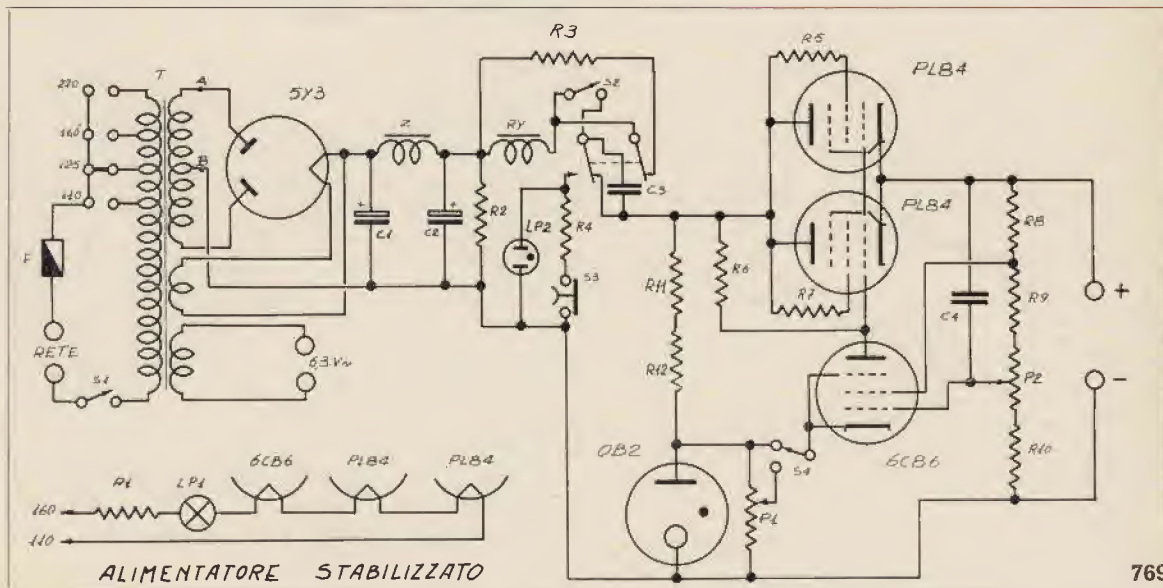 R3
R5
PL84
T
A
5Y3
S2
220
160
125
110
B
Z
RY
C3
PL84
R8
F
C1
C2
R2
LP2
R4
R11
R6
R7
C4
R9
S3
RETE
6,3 V~
R12
P2
S1
+
-
OB2
S4
6CB6
R10
6CB6
PL84
PL84
R1
LP1
P1
160
110
ALIMENTATORE STABILIZZATO
769